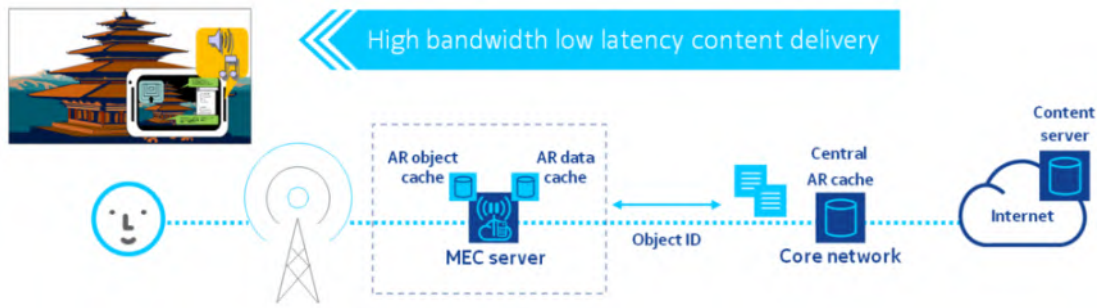 High bandwidth low latency content delivery
Content
server
AR object
cache
AR data
cache
Central
AR cache
Internet
Object ID
MEC server
Core network